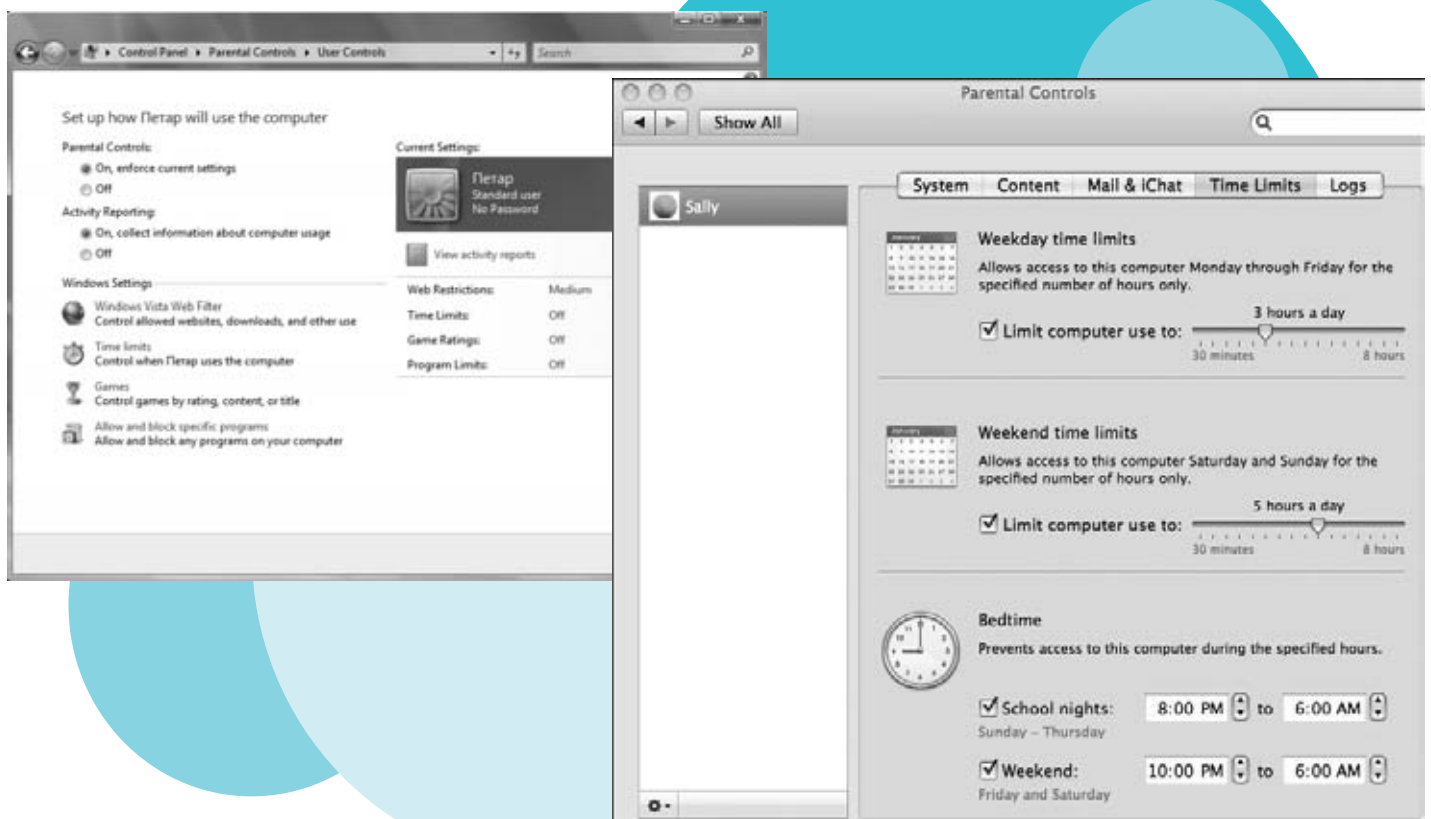 Control Panel ▸ Parental Controls ▸ User Controls
Search
Set up how Петар will use the computer
Parental Controls:
On, enforce current settings
Off
Activity Reporting:
On, collect information about computer usage
Off
Windows Settings
Windows Vista Web Filter
Control allowed websites, downloads, and other use
Time limits
Control when Петар uses the computer
Games
Control games by rating, content, or title
Allow and block specific programs
Allow and block any programs on your computer
Current Settings:
Петар
Standard user
No Password
View activity reports
Web Restrictions: Medium
Time Limits: Off
Game Ratings: Off
Program Limits: Off
Parental Controls
Show All
Sally
System Content Mail & iChat Time Limits Logs
Weekday time limits
Allows access to this computer Monday through Friday for the
specified number of hours only.
3 hours a day
Limit computer use to:
30 minutes 8 hours
Weekend time limits
Allows access to this computer Saturday and Sunday for the
specified number of hours only.
5 hours a day
Limit computer use to:
30 minutes 8 hours
Bedtime
Prevents access to this computer during the specified hours.
School nights: 8:00 PM to 6:00 AM
Sunday – Thursday
Weekend: 10:00 PM to 6:00 AM
Friday and Saturday